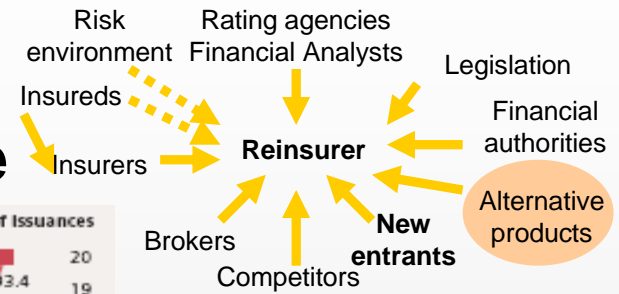 Risk
environment
Rating agencies
Financial Analysts
Legislation
Insureds
Financial
authorities
Reinsurer
Insurers
Alternative
products
f Issuances
New
entrants
20
Brokers
93.4
19
Competitors